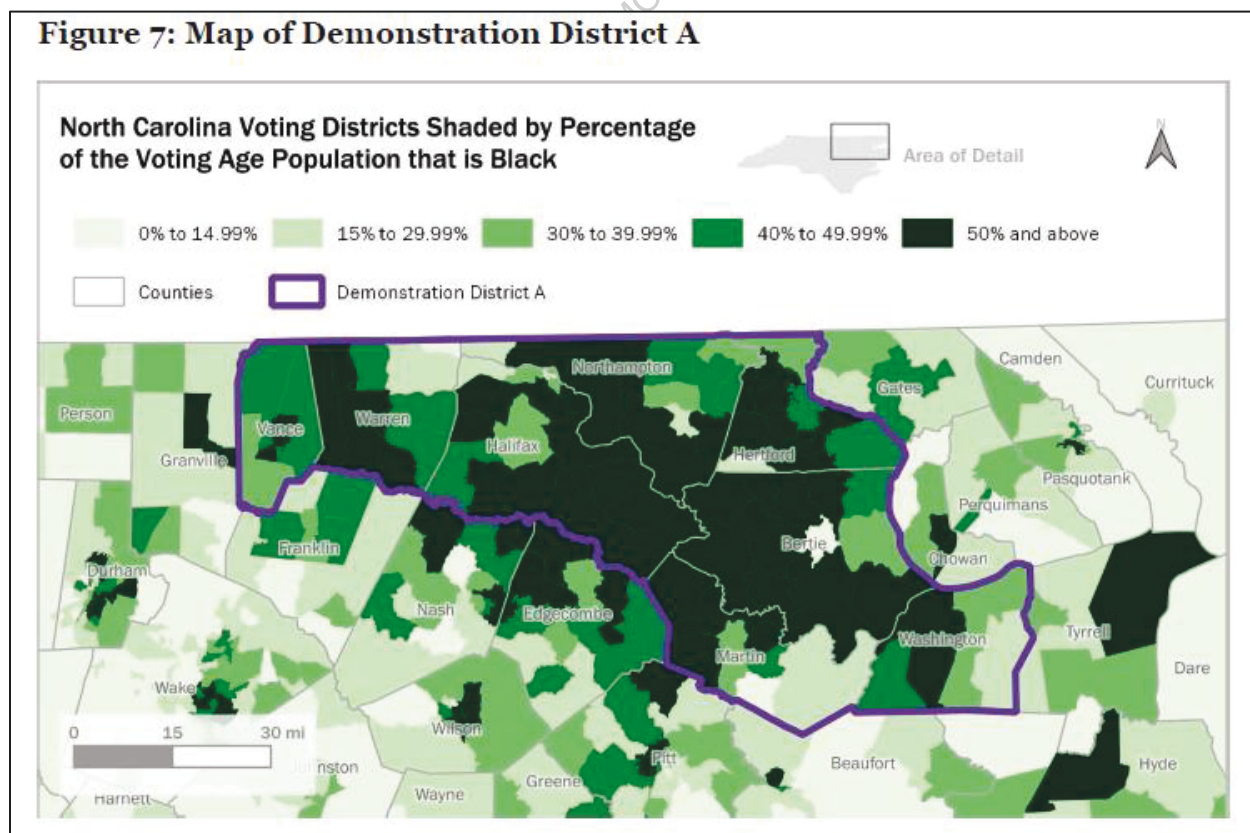 Figure 7: Map of Demonstration District A
North Carolina Voting Districts Shaded by Percentage
of the Voting Age Population that is Black
N
Area of Detail
0% to 14.99%
15% to 29.99%
30% to 39.99%
40% to 49.99%
50% and above
Counties
Demonstration District A
Northampton
Camden
Currituck
Gates
Person
Vance
Warren
Halifax
Hertford
Granville
Pasquotank
Perquimans
Franklin
Bertie
Chowan
Durham
Nash
Edgecombe
Washington
Tyrrell
Martin
Dare
Wake
Wilson
0 15 30 mi
Pitt
Beaufort
Hyde
Johnston
Greene
Wayne
Harnett